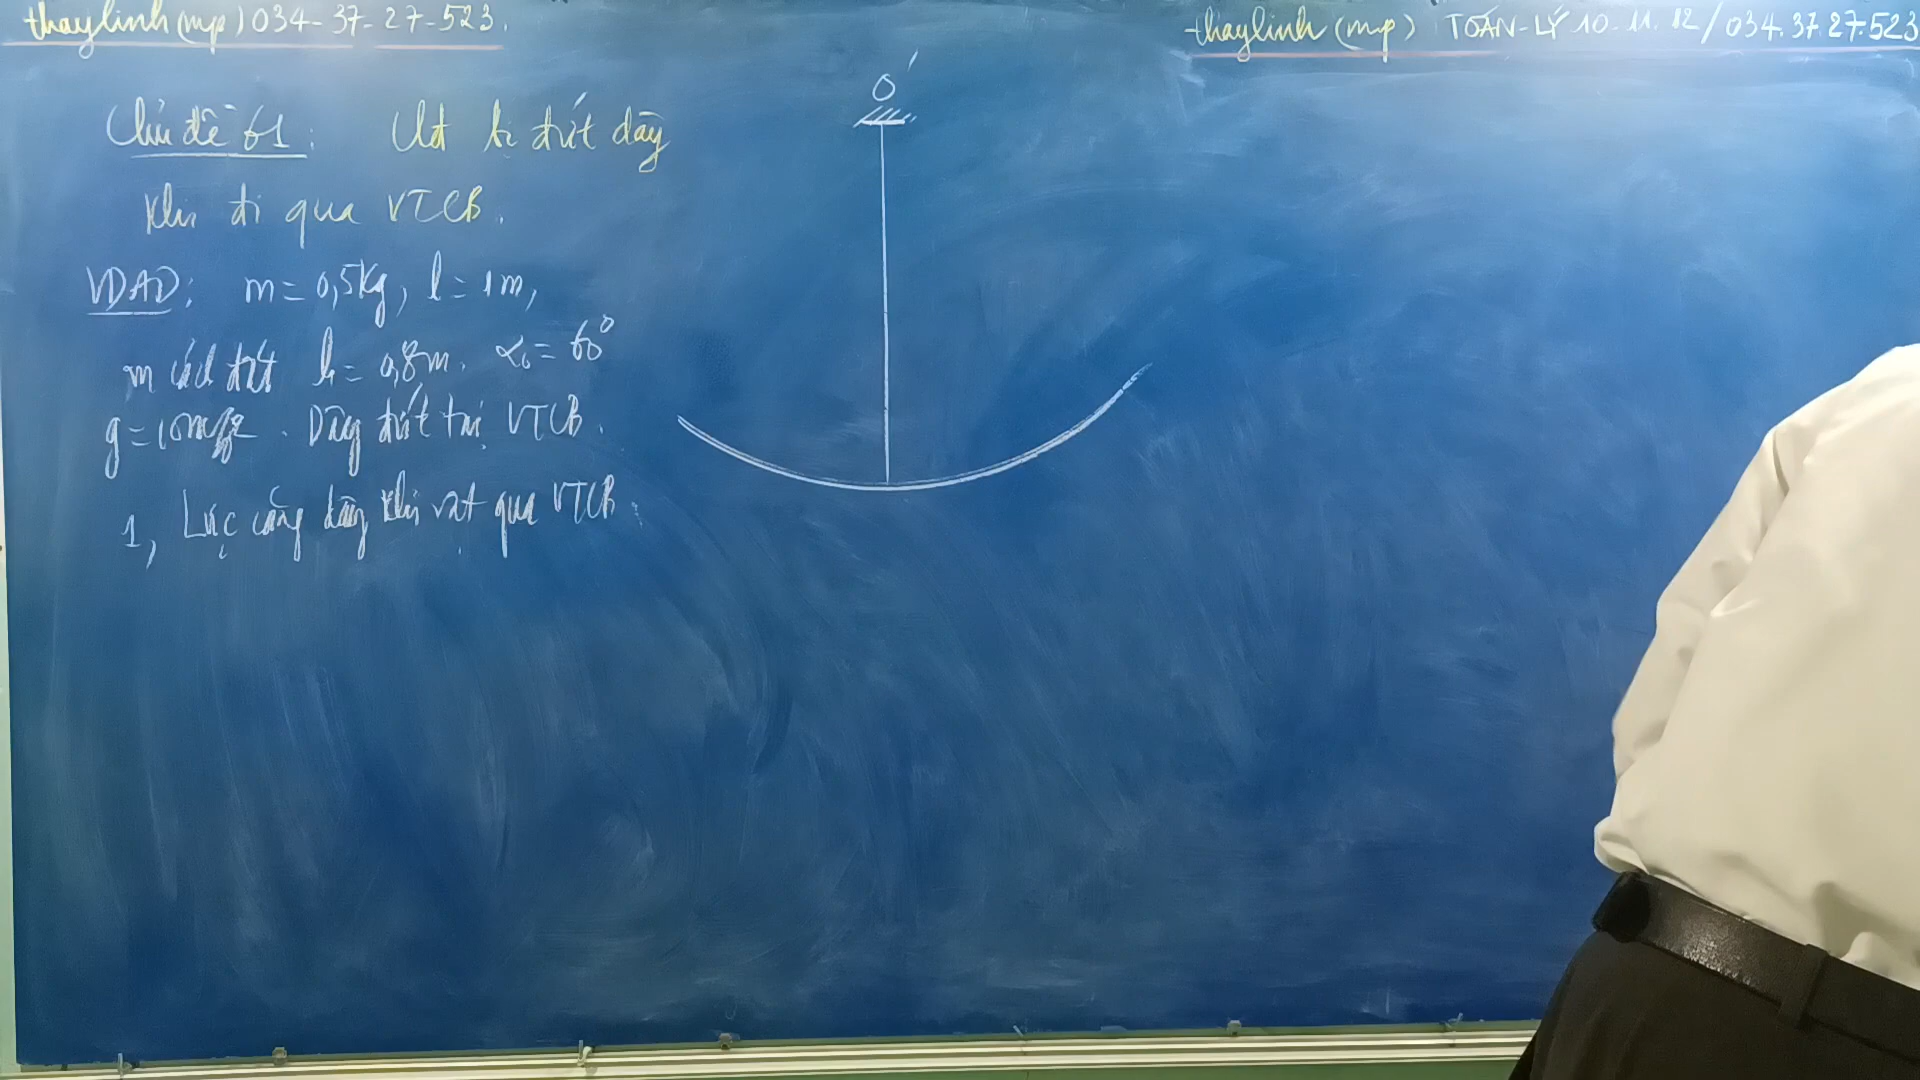 thaylinh (mp) 034-37-27-523.
-thaylinh (mp) TOÁN-LÝ 10.11.12/034.37.27.523
Chủ đề 61: Vđ bị đứt dây
khi đi qua VTCB.
VDAD: m = 0,5kg, l = 1m,
m cách đất h = 0,8m. α₀ = 60°
g = 10m/s². Dây đứt tại VTCB.
1, Lực căng dây khi vật qua VTCB.
O'